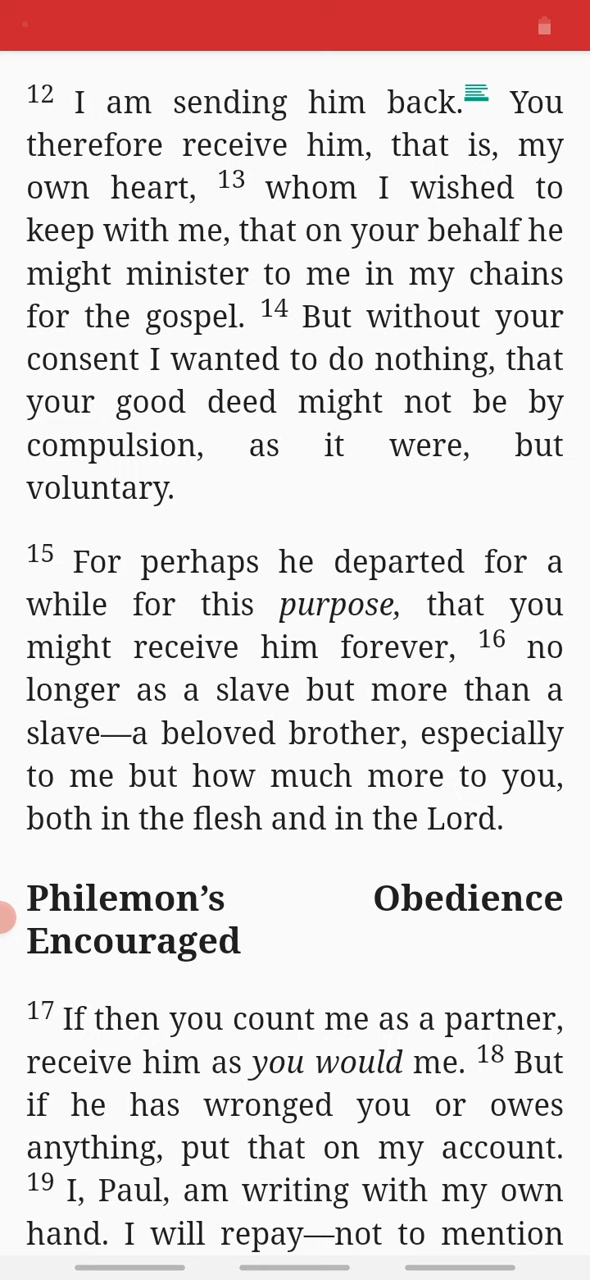 12 I am sending him back. You
therefore receive him, that is, my
own heart, 13 whom I wished to
keep with me, that on your behalf he
might minister to me in my chains
for the gospel. 14 But without your
consent I wanted to do nothing, that
your good deed might not be by
compulsion, as it were, but
voluntary.
15 For perhaps he departed for a
while for this purpose, that you
might receive him forever, 16 no
longer as a slave but more than a
slave—a beloved brother, especially
to me but how much more to you,
both in the flesh and in the Lord.
Philemon’s Obedience
Encouraged
17 If then you count me as a partner,
receive him as you would me. 18 But
if he has wronged you or owes
anything, put that on my account.
19 I, Paul, am writing with my own
hand. I will repay—not to mention